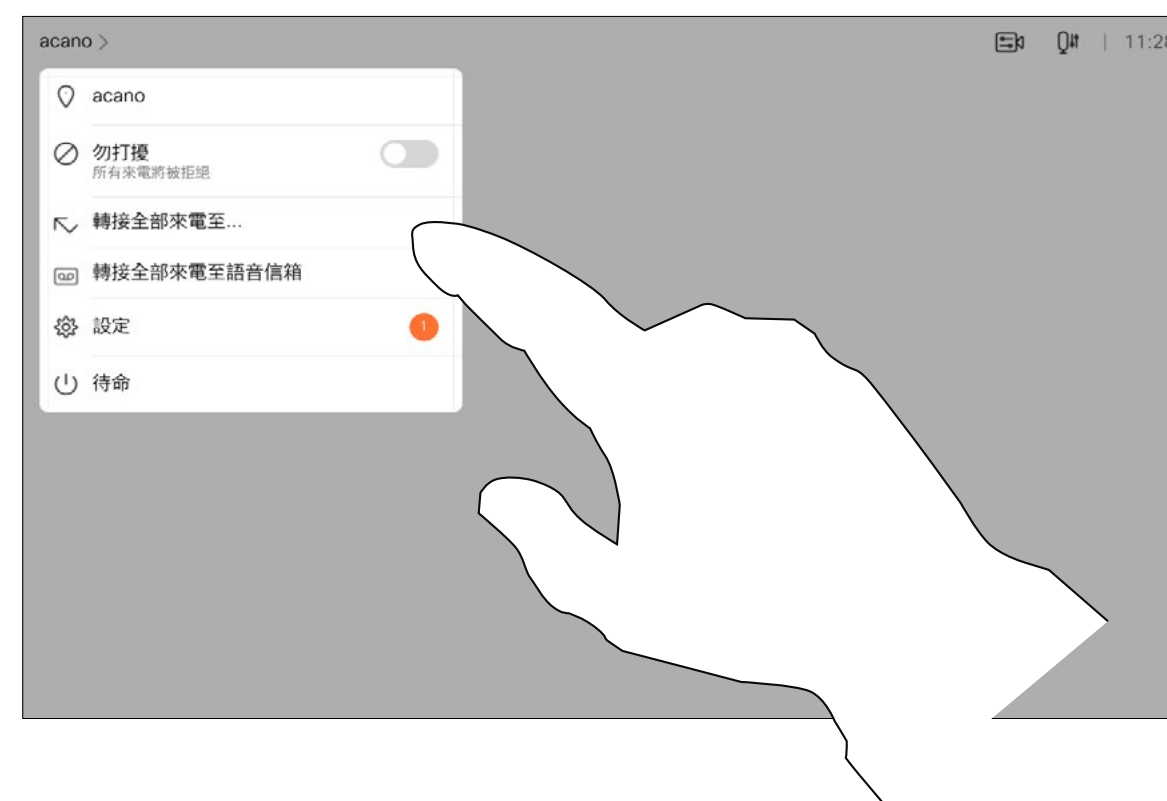 acano >
11:28
acano
勿打擾
所有來電將被拒絕
轉接全部來電至...
轉接全部來電至語音信箱
設定
1
待命